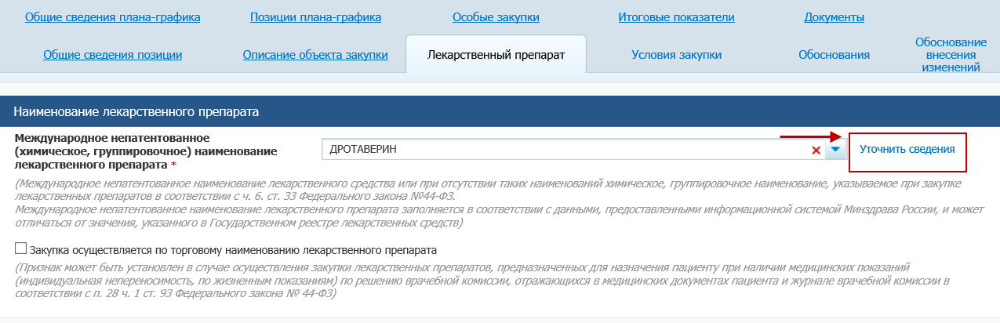 Общие сведения плана-графика Позиции плана-графика Особые закупки Итоговые показатели Документы
Общие сведения позиции Описание объекта закупки Лекарственный препарат Условия закупки Обоснования Обоснование
внесения
изменений
Наименование лекарственного препарата
Международное непатентованное
(химическое, группировочное) наименование
лекарственного препарата *
ДРОТАВЕРИН
Уточнить сведения
(Международное непатентованное наименование лекарственного средства или при отсутствии таких наименований химическое, группировочное наименование, указываемое при закупке
лекарственных препаратов в соответствии с ч. 6. ст. 33 Федерального закона №44-ФЗ.
Международное непатентованное наименование лекарственного препарата заполняется в соответствии с данными, предоставленными информационной системой Минздрава России, и может
отличаться от значения, указанного в Государственном реестре лекарственных средств)
Закупка осуществляется по торговому наименованию лекарственного препарата
(Признак может быть установлен в случае осуществления закупки лекарственных препаратов, предназначенных для назначения пациенту при наличии медицинских показаний
(индивидуальная непереносимость, по жизненным показаниям) по решению врачебной комиссии, отражающихся в медицинских документах пациента и журнале врачебной комиссии в
соответствии с п. 28 ч. 1 ст. 93 Федерального закона № 44-ФЗ)